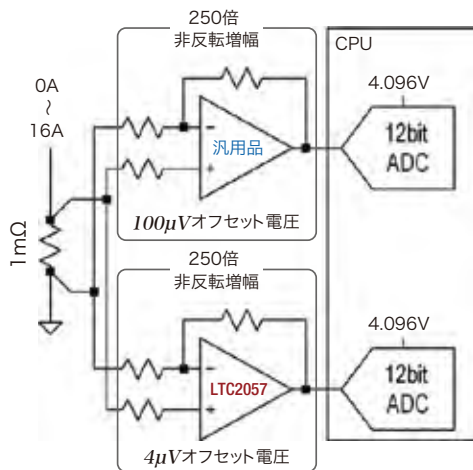 250倍
非反転増幅
CPU
0A
～
16A
4.096V
汎用品
12bit
ADC
−
+
100μVオフセット電圧
1mΩ
250倍
非反転増幅
4.096V
LTC2057
12bit
ADC
−
+
4μVオフセット電圧